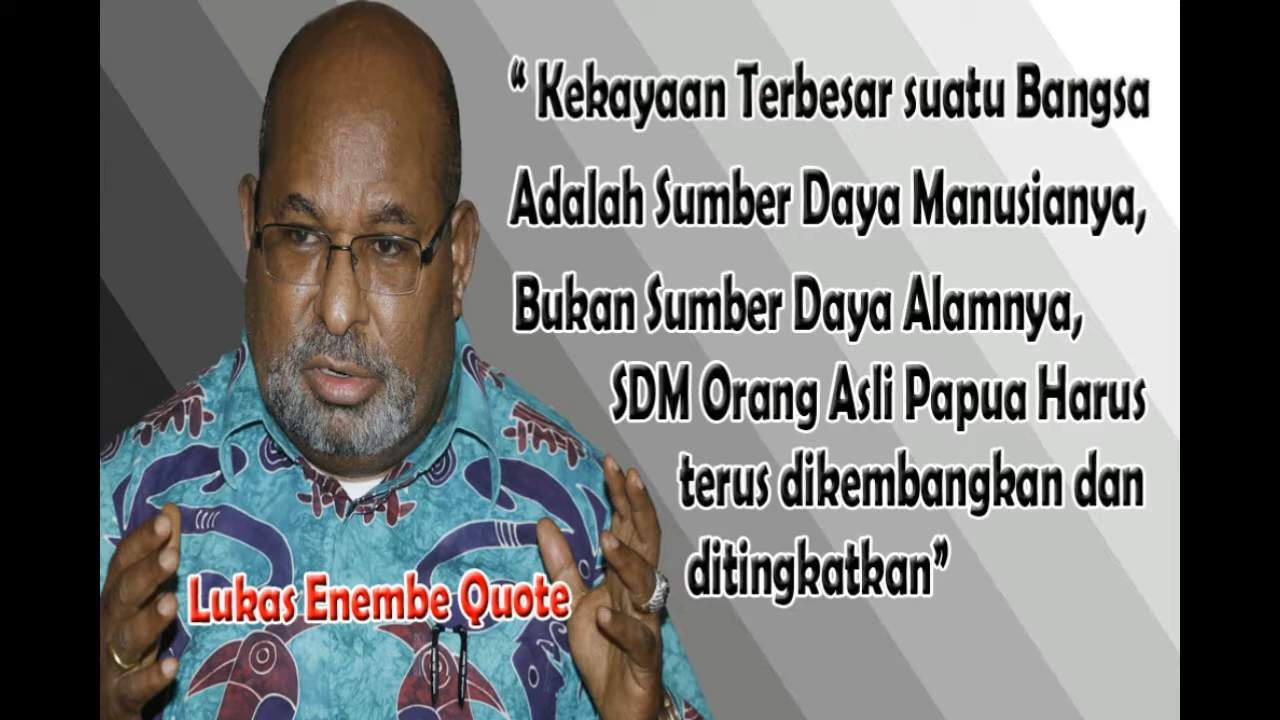 “ Kekayaan Terbesar suatu Bangsa
Adalah Sumber Daya Manusianya,
Bukan Sumber Daya Alamnya,
SDM Orang Asli Papua Harus
terus dikembangkan dan
ditingkatkan”
Lukas Enembe Quote